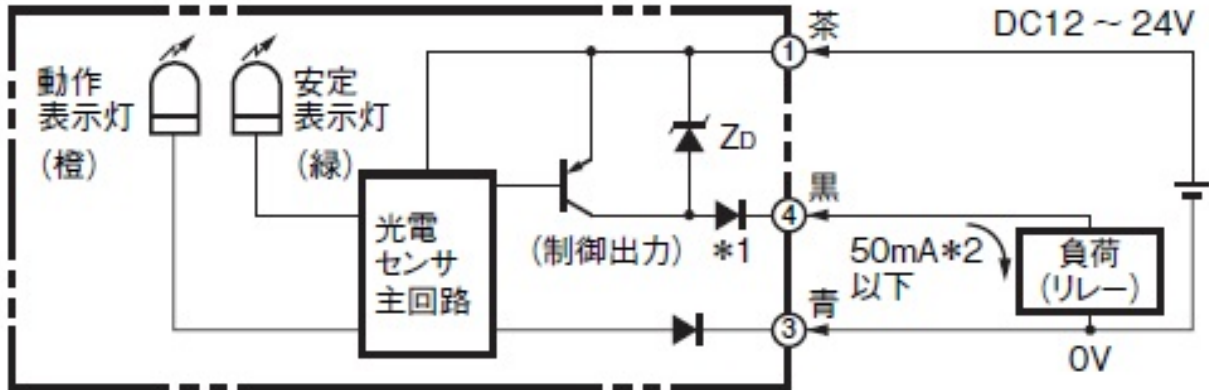 動作
表示灯
(橙)
安定
表示灯
(緑)
光電
センサ
主回路
ZD
(制御出力)
*1
1
茶
DC12 ~ 24V
4
黒
50mA*2
以下
負荷
(リレー)
3
青
0V